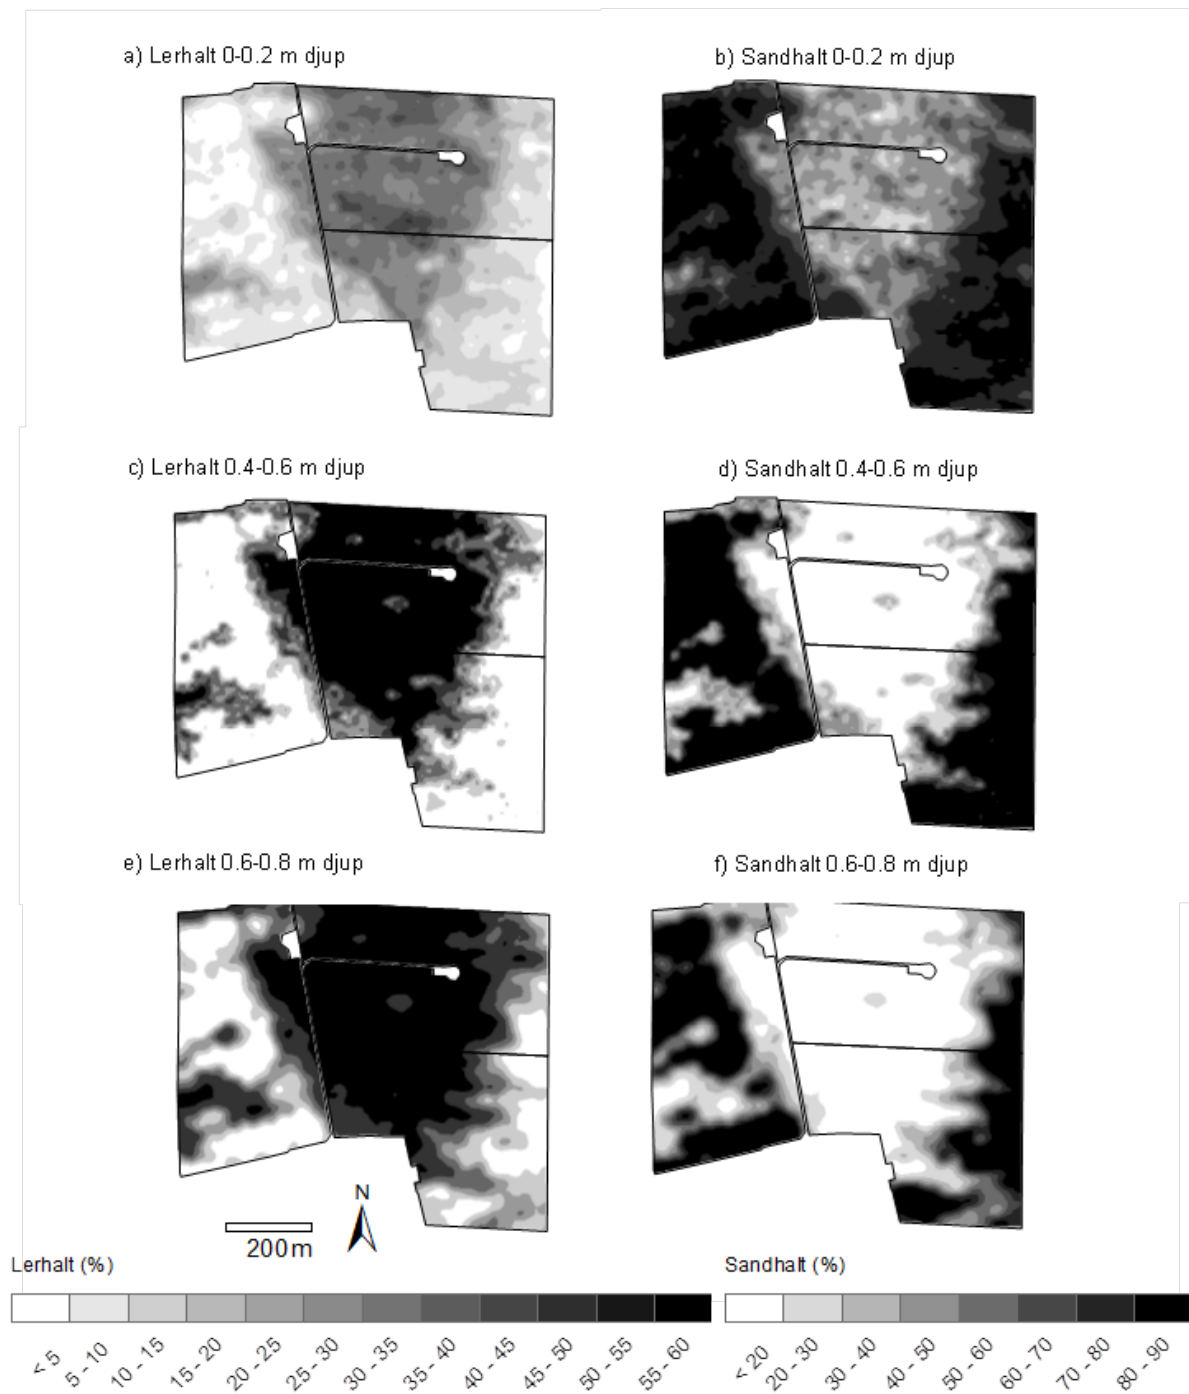 a) Lerhalt 0-0.2 m djup
b) Sandhalt 0-0.2 m djup
c) Lerhalt 0.4-0.6 m djup
d) Sandhalt 0.4-0.6 m djup
e) Lerhalt 0.6-0.8 m djup
f) Sandhalt 0.6-0.8 m djup
N
200 m
Lerhalt (%)
< 5
5 - 10
10 - 15
15 - 20
20 - 25
25 - 30
30 - 35
35 - 40
40 - 45
45 - 50
50 - 55
55 - 60
Sandhalt (%)
< 20
20 - 30
30 - 40
40 - 50
50 - 60
60 - 70
70 - 80
80 - 90